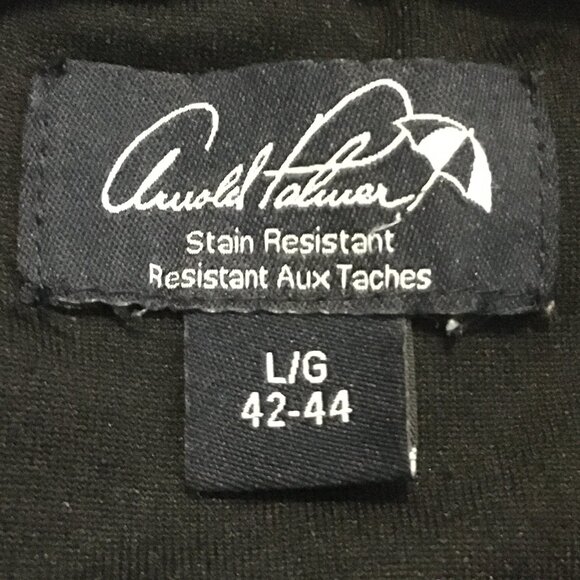 Arnold Palmer
Stain Resistant
Resistant Aux Taches
L/G
42-44